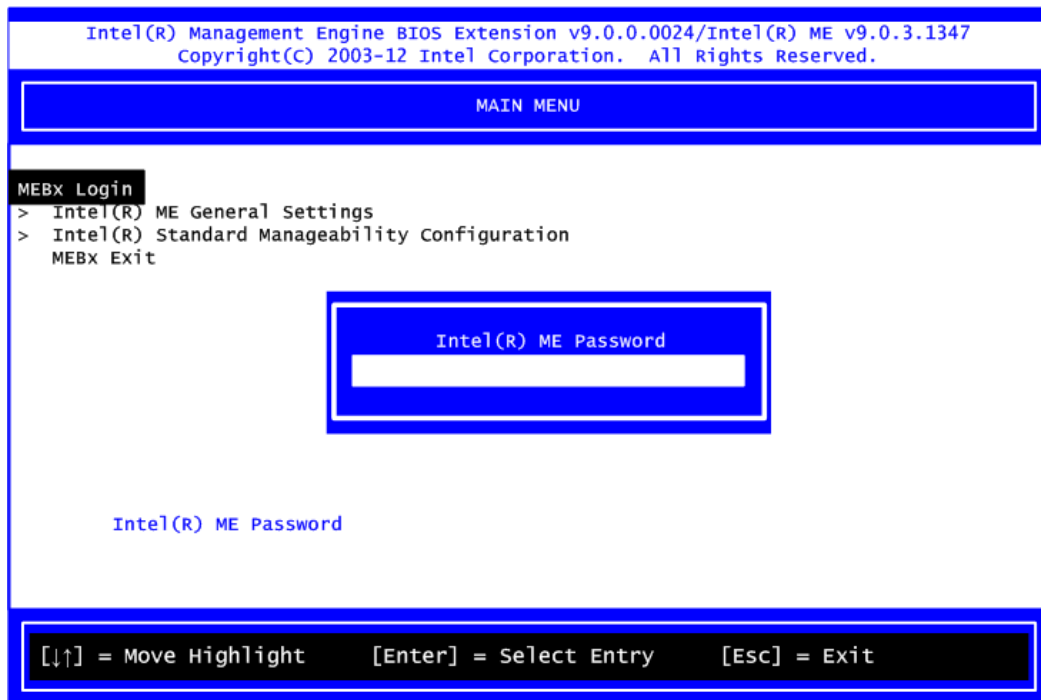 Intel(R) Management Engine BIOS Extension v9.0.0.0024/Intel(R) ME v9.0.3.1347
Copyright(C) 2003-12 Intel Corporation.  All Rights Reserved.
MAIN MENU
MEBx Login
>  Intel(R) ME General Settings
>  Intel(R) Standard Manageability Configuration
MEBx Exit
Intel(R) ME Password
Intel(R) ME Password
[↓↑] = Move Highlight    [Enter] = Select Entry    [Esc] = Exit